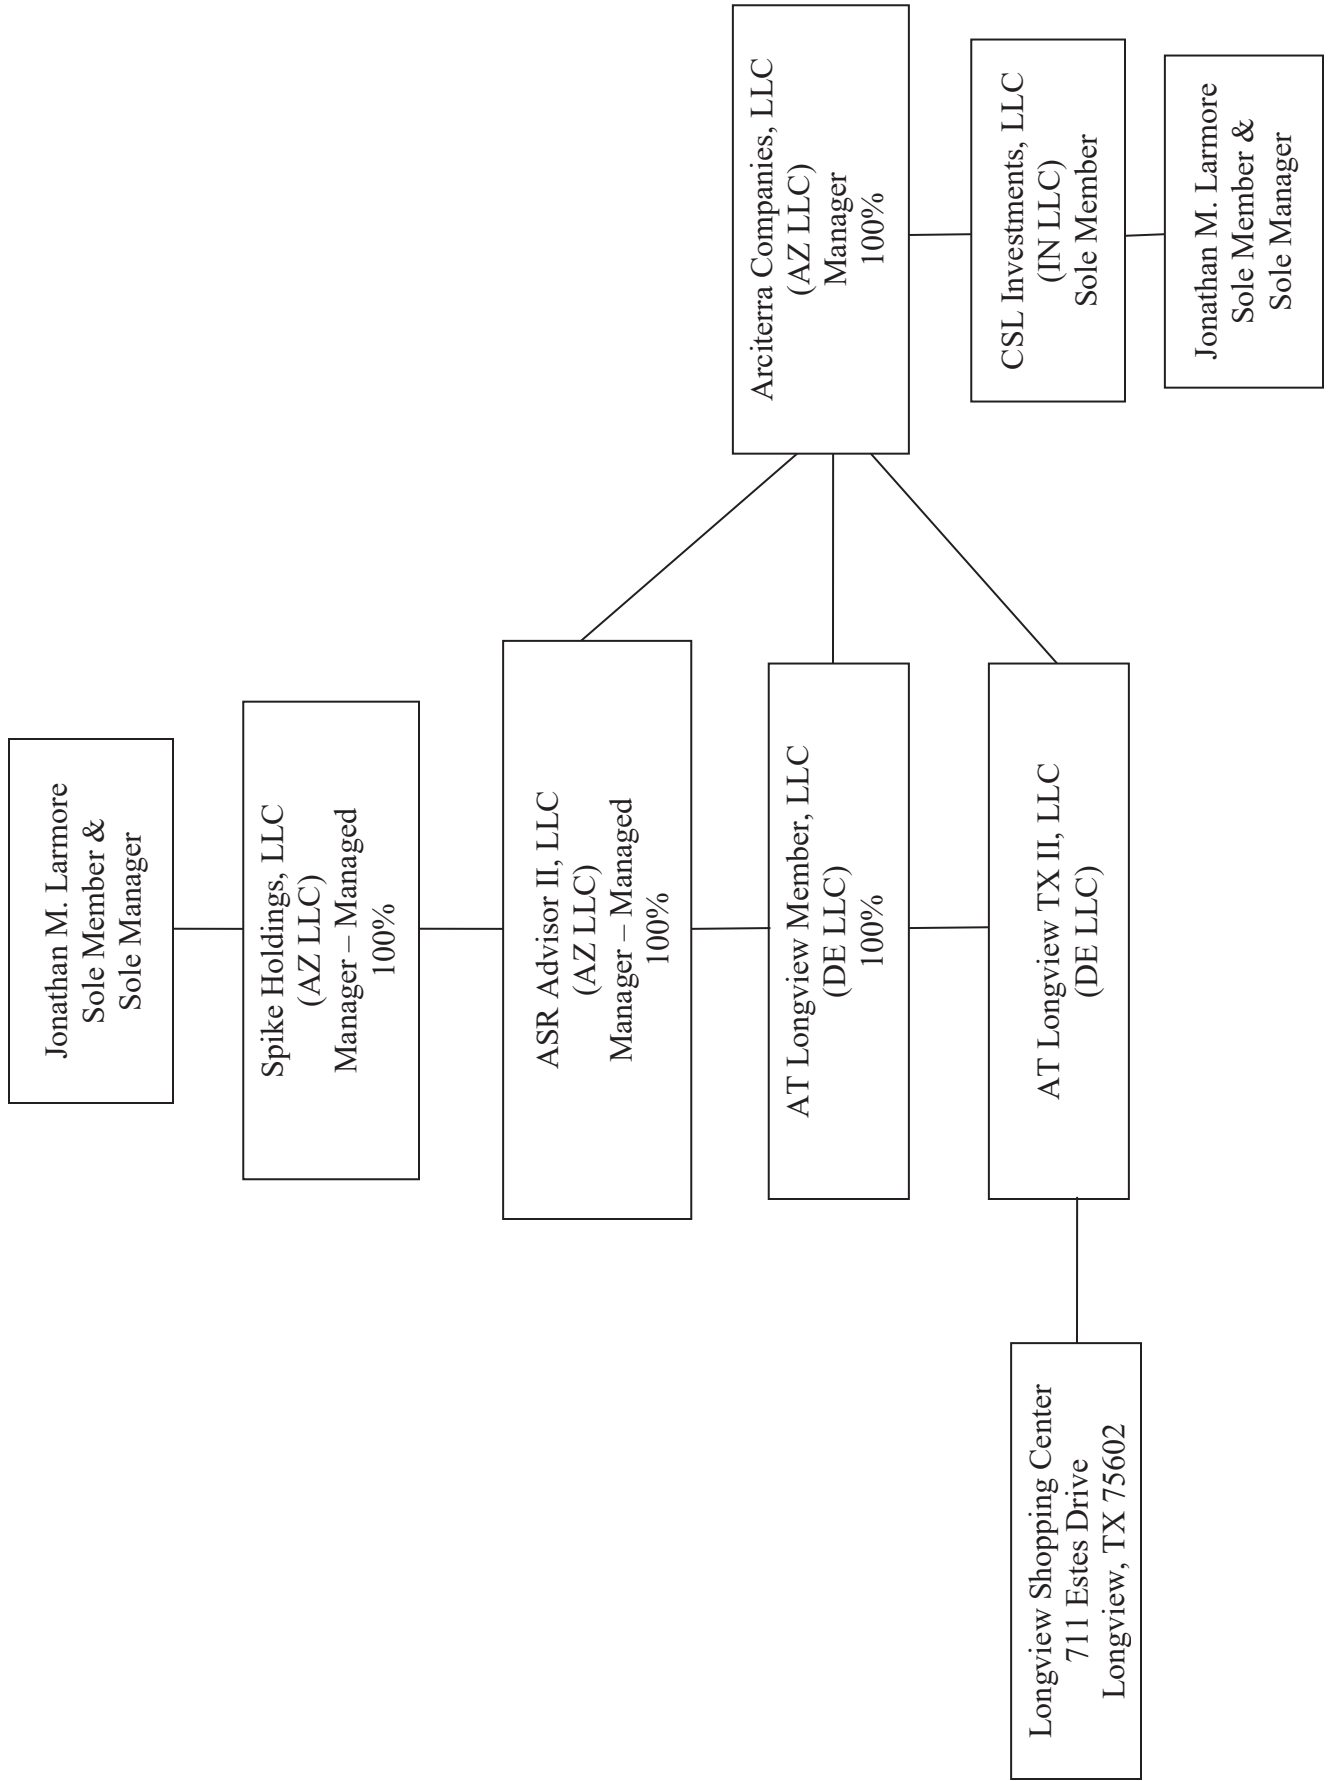 Jonathan M. Larmore
Sole Member &
Sole Manager
Spike Holdings, LLC
(AZ LLC)
Manager – Managed
100%
ASR Advisor II, LLC
(AZ LLC)
Manager – Managed
100%
Arciterra Companies, LLC
(AZ LLC)
Manager
100%
AT Longview Member, LLC
(DE LLC)
100%
CSL Investments, LLC
(IN LLC)
Sole Member
AT Longview TX II, LLC
(DE LLC)
Jonathan M. Larmore
Sole Member &
Sole Manager
Longview Shopping Center
711 Estes Drive
Longview, TX 75602